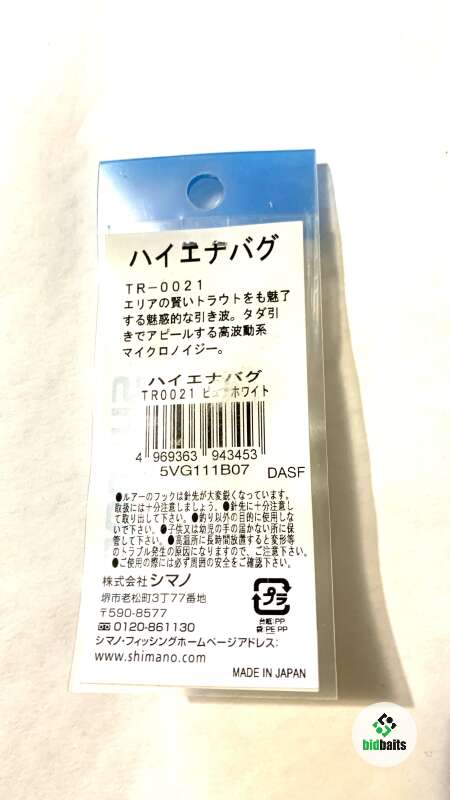 ハイエナバグ
TR-0021
エリアの賢いトラウトをも魅了
する魅惑的な引き波。タダ引
きでアピールする高波動系
マイクロノイジー。
ハイエナバグ
TR0021 ピュアホワイト
4 969363 943453
5VG111B07 DASF
●ルアーのフックは針先が大変鋭くなっています。
取扱には十分注意しましょう。●針先に十分注意し
て取り出して下さい。●釣り以外の目的に使用しな
いで下さい。●子供又は幼児の手の届かない所に保
管して下さい。●高温所に長時間放置すると変形等
のトラブル発生の原因になりますので、ご注意下さい。
●ご使用の際には必ず周囲の安全をご確認下さい。
株式会社シマノ
堺市老松町3丁77番地
〒590-8577
0120-861130
シマノ・フィッシングホームページアドレス:
www.shimano.com
プラ
台紙:PP
袋:PE PP
MADE IN JAPAN
bidbaits